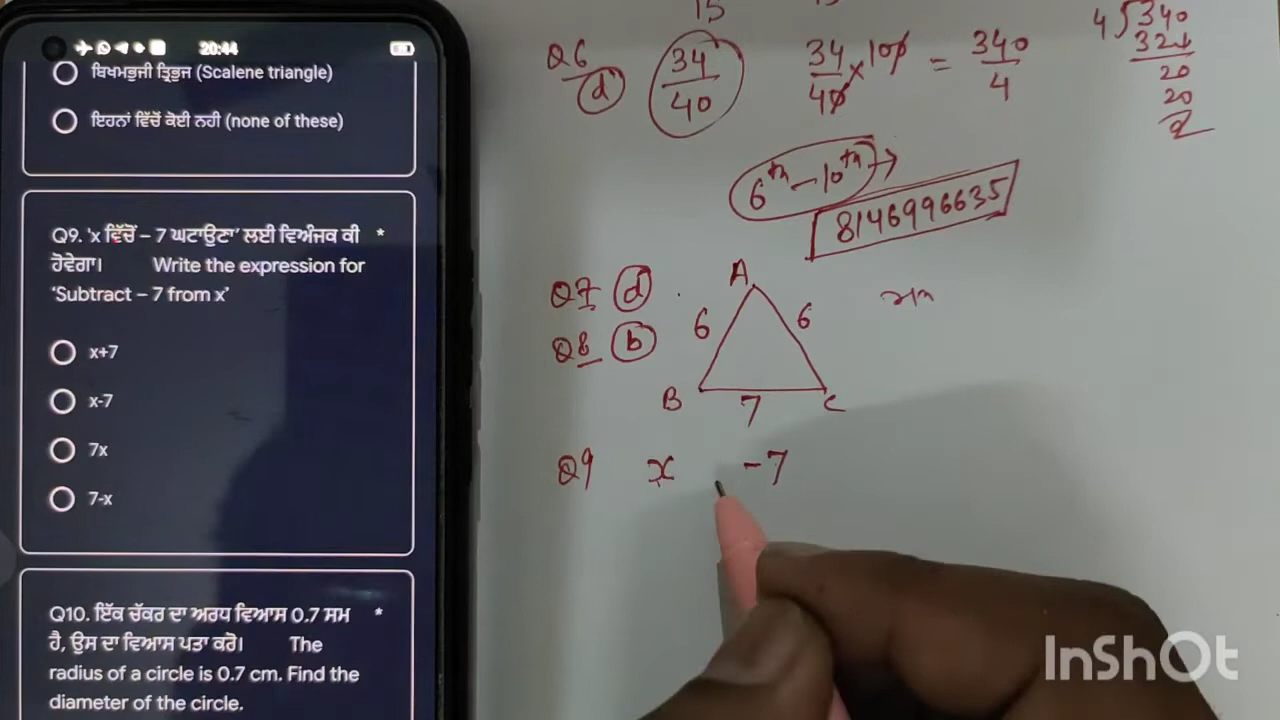 20:44
ਬਿਖਮਭੁਜੀ ਤ੍ਰਿਭੁਜ (Scalene triangle)
ਇਹਨਾਂ ਵਿੱਚੋਂ ਕੋਈ ਨਹੀ (none of these)
Q9. 'x ਵਿੱਚੋਂ – 7 ਘਟਾਉਣਾ' ਲਈ ਵਿਅੰਜਕ ਕੀ *
ਹੋਵੇਗਾ। Write the expression for
'Subtract – 7 from x'
x+7
x-7
7x
7-x
Q10. ਇੱਕ ਚੱਕਰ ਦਾ ਅਰਧ ਵਿਆਸ 0.7 ਸਮ *
ਹੈ, ਉਸ ਦਾ ਵਿਆਸ ਪਤਾ ਕਰੋ। The
radius of a circle is 0.7 cm. Find the
diameter of the circle.
15
Q6 34/40 34/40 × 100 = 340/4
d
4 340
32
20
20
6th – 10th →
8146996635
Q7 d
Q8 b
A
6 6
B 7 C
Q9 x -7
InShOt